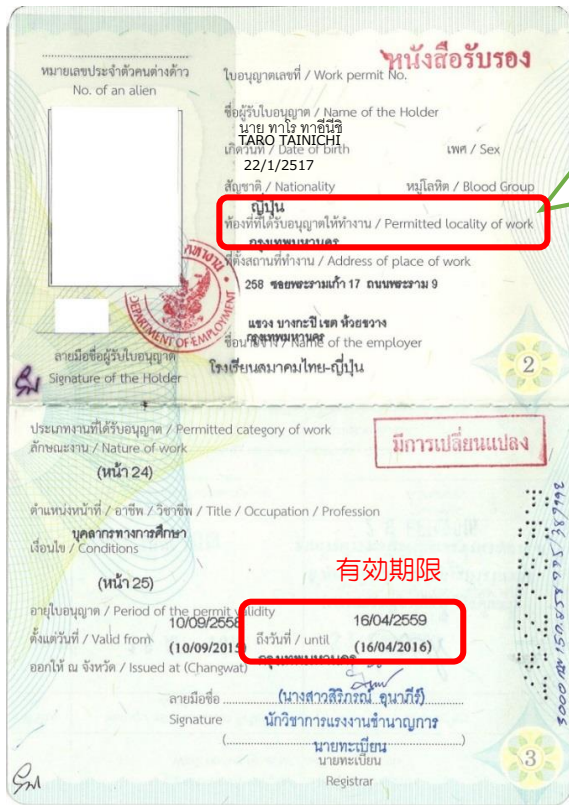 หนังสือรับรอง
หมายเลขประจำตัวคนต่างด้าว
No. of an alien
ใบอนุญาตเลขที่ / Work permit No.
ชื่อผู้รับใบอนุญาต / Name of the Holder
นาย ทาโร ทาอินิชิ
TARO TAINICHI
เกิดวันที่ / Date of birth
เพศ / Sex
22/1/2517
สัญชาติ / Nationality
หมู่โลหิต / Blood Group
ญี่ปุ่น
ท้องที่ที่ได้รับอนุญาตให้ทำงาน / Permitted locality of work
กรุงเทพมหานคร
ที่ตั้งสถานที่ทำงาน / Address of place of work
258 ซอยพระรามเก้า 17 ถนนพระราม 9
แขวง บางกะปิ เขต ห้วยขวาง
กรุงเทพมหานคร
ชื่อนายจ้าง / Name of the employer
โรงเรียนสมาคมไทย-ญี่ปุ่น
DEPARTMENT OF EMPLOYMENT
ลายมือชื่อผู้รับใบอนุญาต
Signature of the Holder
2
ประเภทงานที่ได้รับอนุญาต / Permitted category of work
มีการเปลี่ยนแปลง
ลักษณะงาน / Nature of work
(หน้า 24)
ตำแหน่งหน้าที่ / อาชีพ / วิชาชีพ / Title / Occupation / Profession
บุคลากรทางการศึกษา
เงื่อนไข / Conditions
(หน้า 25)
有効期限
อายุใบอนุญาต / Period of the permit validity
10/09/2558
16/04/2559
ตั้งแต่วันที่ / Valid from
(10/09/2015)
ถึงวันที่ / until
(16/04/2016)
ออกให้ ณ จังหวัด / Issued at (Changwat)
กรุงเทพมหานคร
ลายมือชื่อ
(นางสาวสิริภรณ์ อุนาภีร์)
Signature
นักวิชาการแรงงานชำนาญการ
นายทะเบียน
นายทะเบียน
Registrar
3